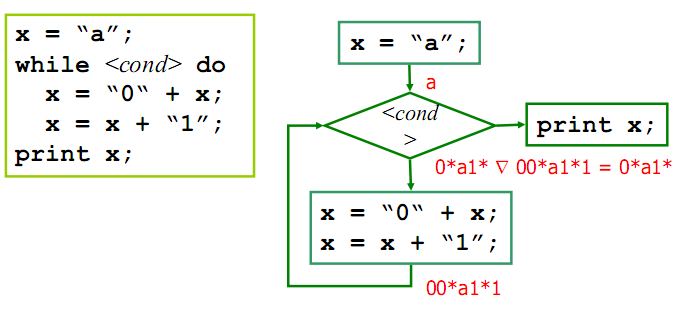 x = “a”;
while <cond> do
x = “0“ + x;
x = x + “1”;
print x;
x = “a”;
a
<cond
>
print x;
0*a1* ∇ 00*a1*1 = 0*a1*
x = “0“ + x;
x = x + “1”;
00*a1*1